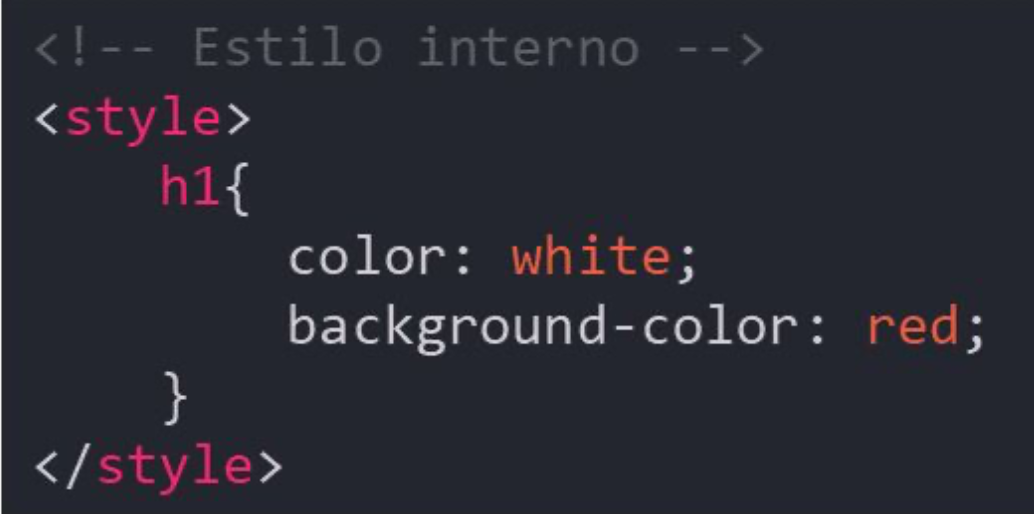 <!-- Estilo interno -->
<style>
    h1{
        color: white;
        background-color: red;
    }
</style>